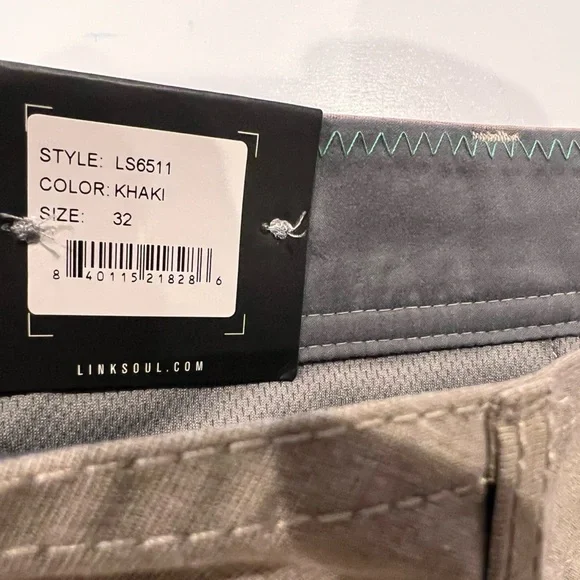 STYLE: LS6511
COLOR: KHAKI
SIZE: 32
8 40115 21828 6
LINKSOUL.COM